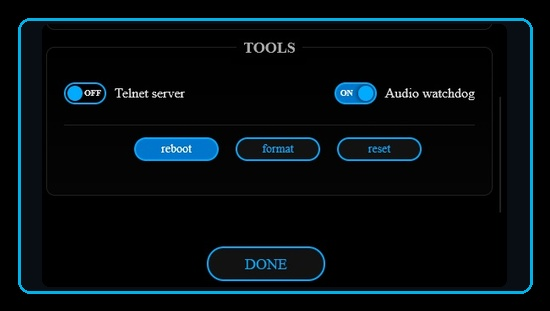 TOOLS
OFF Telnet server ON Audio watchdog
reboot format reset
DONE